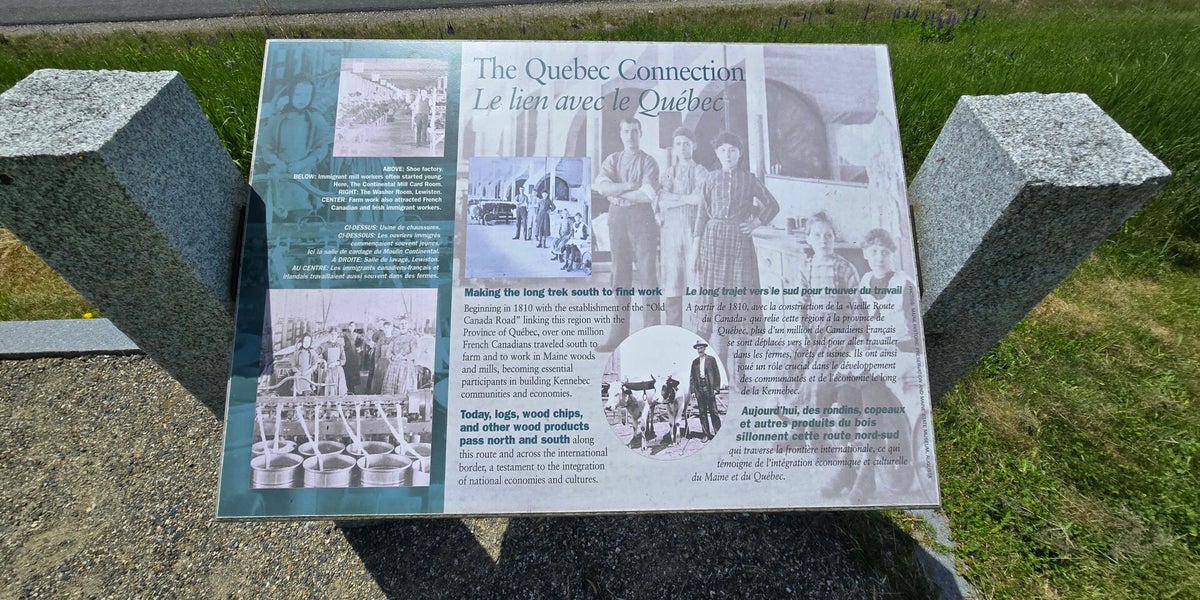 The Quebec Connection
Le lien avec le Québec
ABOVE: Shoe factory.
BELOW: Immigrant mill workers often started young.
Here, The Continental Mill Card Room.
RIGHT: The Washer Room, Lewiston.
CENTER: Farm work also attracted French
Canadian and Irish immigrant workers.
CI-DESSUS: Usine de chaussures.
CI-DESSOUS: Les ouvriers immigrés
commençaient souvent jeunes.
Ici la salle de cardage du Moulin Continental.
A DROITE: Salle de lavage, Lewiston.
AU CENTRE: Les immigrants canadiens-français et
irlandais travaillaient aussi souvent dans des fermes.
Making the long trek south to find work
Beginning in 1810 with the establishment of the “Old
Canada Road” linking this region with the
Province of Québec, over one million
French Canadians traveled south to
farm and to work in Maine woods
and mills, becoming essential
participants in building Kennebec
communities and economies.
Today, logs, wood chips,
and other wood products
pass north and south along
this route and across the international
border, a testament to the integration
of national economies and cultures.
Le long trajet vers le sud pour trouver du travail
A partir de 1810, avec la construction de la «Vieille Route
du Canada» qui relie cette région à la province de
Québec, plus d'un million de Canadiens Français
se sont déplacés vers le sud pour aller travailler
dans les fermes, forêts et usines. Ils ont ainsi
joué un rôle crucial dans le développement
des communautés et de l'économie le long
de la Kennebec.
Aujourd'hui, des rondins, copeaux
et autres produits du bois
sillonnent cette route nord-sud
qui traverse la frontière internationale, ce qui
témoigne de l'intégration économique et culturelle
du Maine et du Québec.